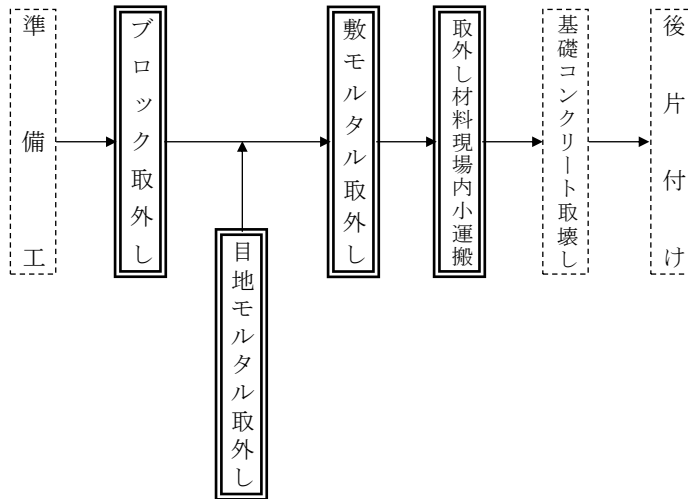 準備工
ブロック取外し
目地モルタル取外し
敷モルタル取外し
取外し材料現場内小運搬
基礎コンクリート取壊し
後片付け